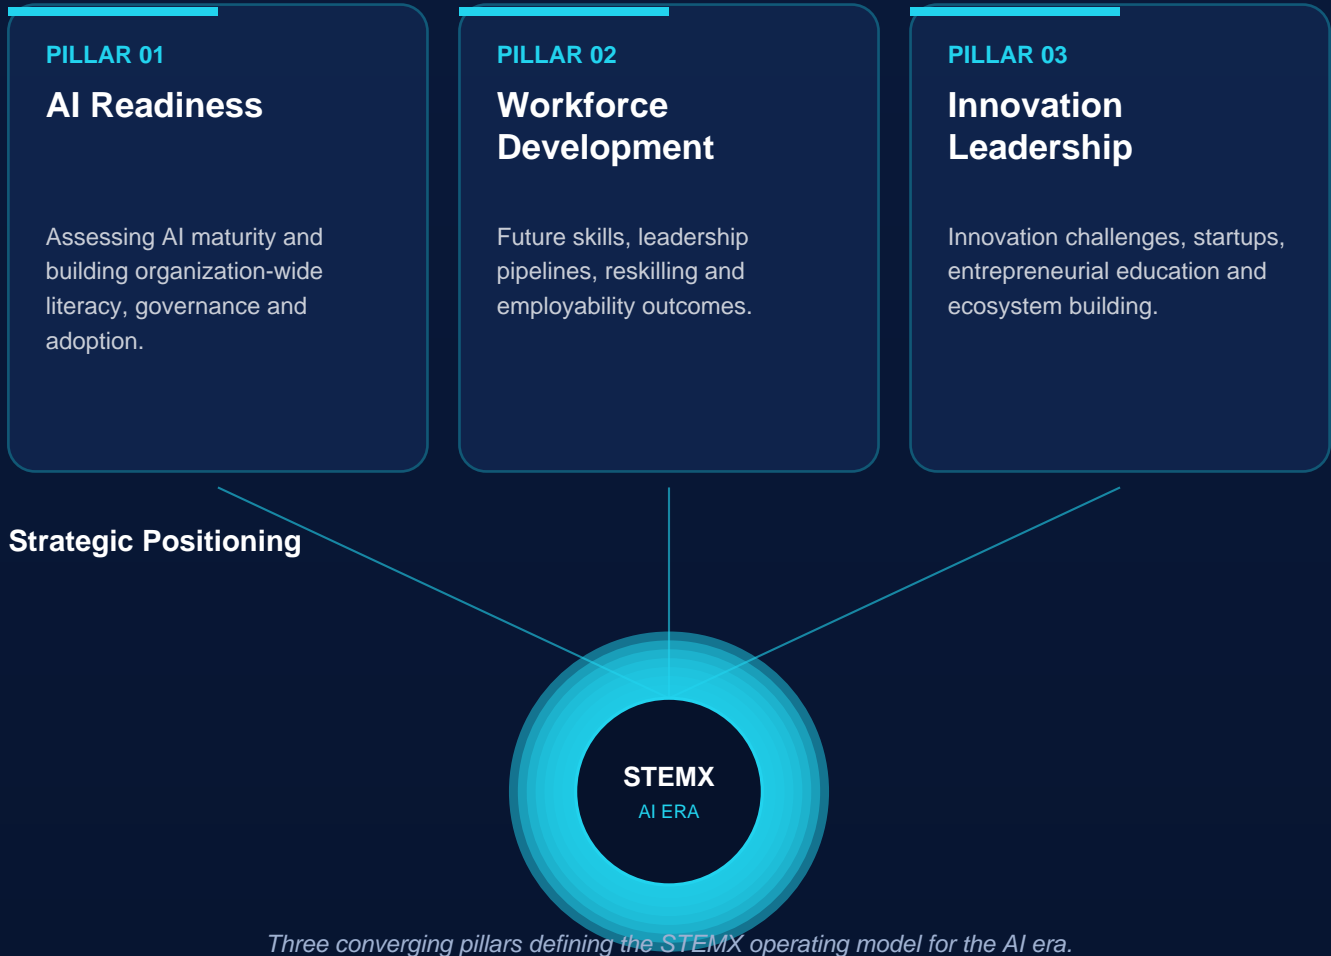 PILLAR 01
AI Readiness
Assessing AI maturity and
building organization-wide
literacy, governance and
adoption.
PILLAR 02
Workforce
Development
Future skills, leadership
pipelines, reskilling and
employability outcomes.
PILLAR 03
Innovation
Leadership
Innovation challenges, startups,
entrepreneurial education and
ecosystem building.
Strategic Positioning
STEMX
AI ERA
Three converging pillars defining the STEMX operating model for the AI era.